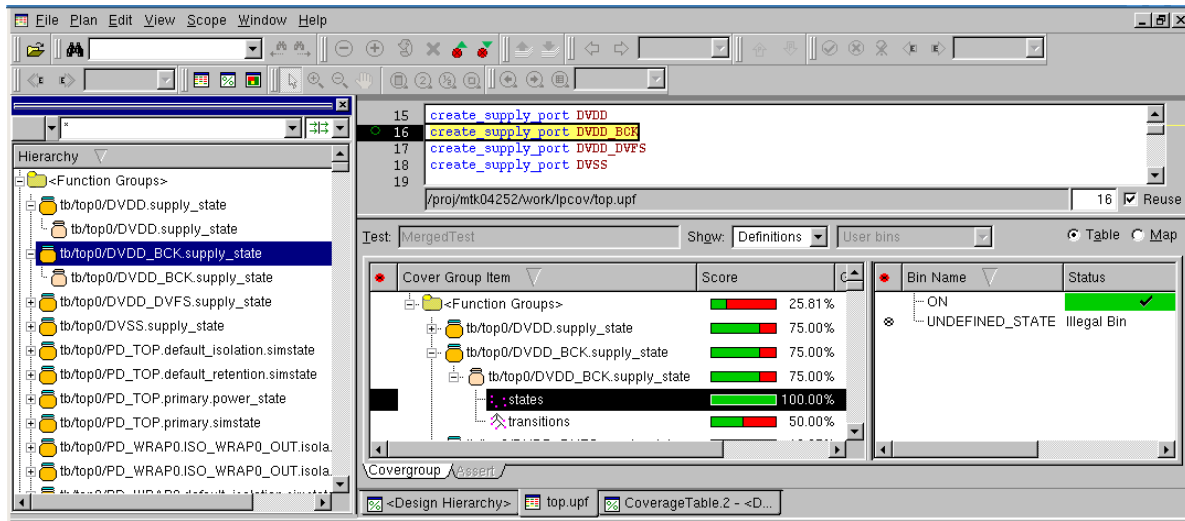 File Plan Edit View Scope Window Help
*
Hierarchy
<Function Groups>
tb/top0/DVDD.supply_state
tb/top0/DVDD.supply_state
tb/top0/DVDD_BCK.supply_state
tb/top0/DVDD_BCK.supply_state
tb/top0/DVDD_DVFS.supply_state
tb/top0/DVSS.supply_state
tb/top0/PD_TOP.default_isolation.simstate
tb/top0/PD_TOP.default_retention.simstate
tb/top0/PD_TOP.primary.power_state
tb/top0/PD_TOP.primary.simstate
tb/top0/PD_WRAP0.ISO_WRAP0_OUT.isola
tb/top0/PD_WRAP0.ISO_WRAP0_OUT.isola
15 create_supply_port DVDD
16 create_supply_port DVDD_BCK
17 create_supply_port DVDD_DVFS
18 create_supply_port DVSS
19
/proj/mtk04252/work/lpcov/top.upf 16 Reuse
Test: MergedTest Show: Definitions User bins Table Map
Cover Group Item Score
<Function Groups> 25.81%
tb/top0/DVDD.supply_state 75.00%
tb/top0/DVDD_BCK.supply_state 75.00%
tb/top0/DVDD_BCK.supply_state 75.00%
states 100.00%
transitions 50.00%
Bin Name Status
ON
UNDEFINED_STATE Illegal Bin
Covergroup Assert
<Design Hierarchy> top.upf CoverageTable.2 - <D...